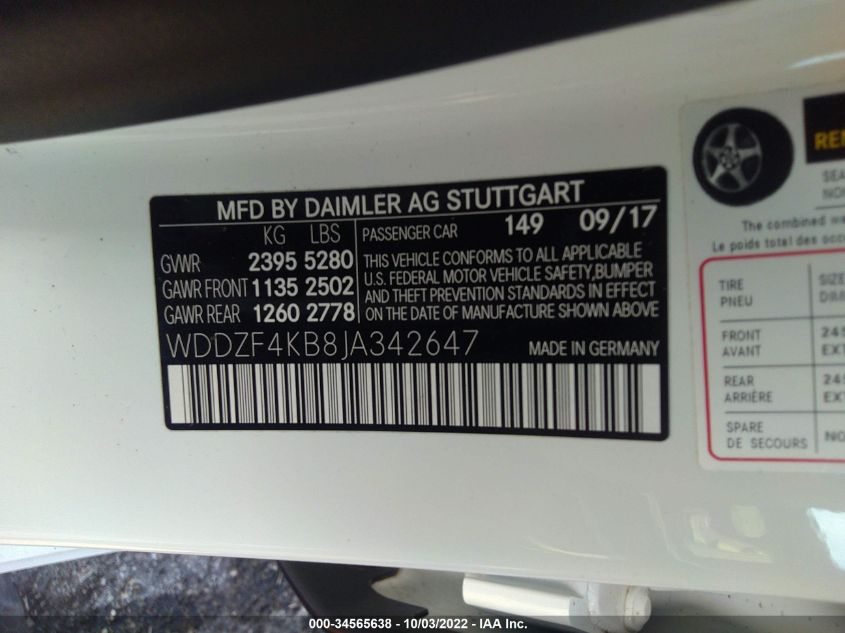 MFD BY DAIMLER AG STUTTGART
KG LBS
GVWR 2395 5280
GAWR FRONT 1135 2502
GAWR REAR 1260 2778
PASSENGER CAR 149 09/17
THIS VEHICLE CONFORMS TO ALL APPLICABLE
U.S. FEDERAL MOTOR VEHICLE SAFETY,BUMPER
AND THEFT PREVENTION STANDARDS IN EFFECT
ON THE DATE OF MANUFACTURE SHOWN ABOVE
WDDZF4KB8JA342647 MADE IN GERMANY
The combined
Le poids total des
TIRE
PNEU
FRONT
AVANT
REAR
ARRIÈRE
SPARE
DE SECOURS
000-34565638 - 10/03/2022 - IAA Inc.